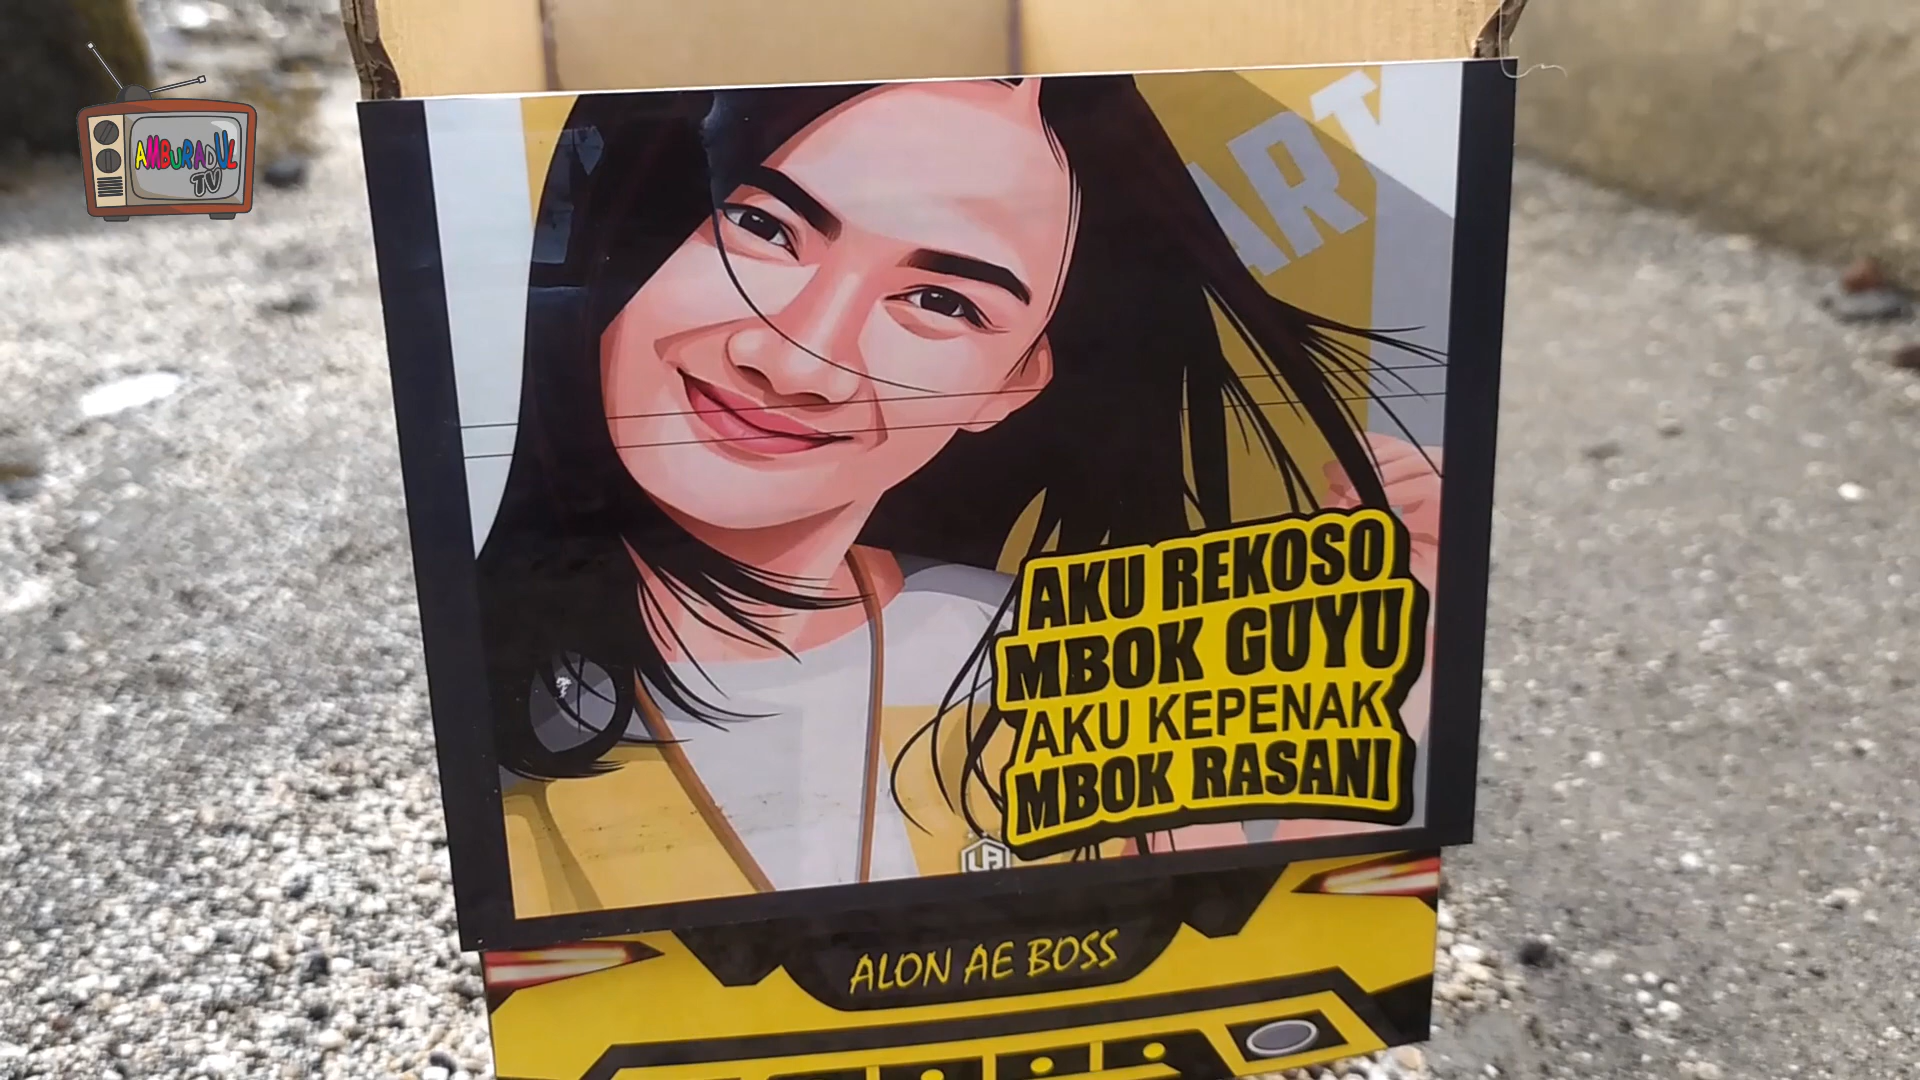 AMBURADUL
TV
ART
AKU REKOSO
MBOK GUYU
AKU KEPENAK
MBOK RASANI
ALON AE BOSS